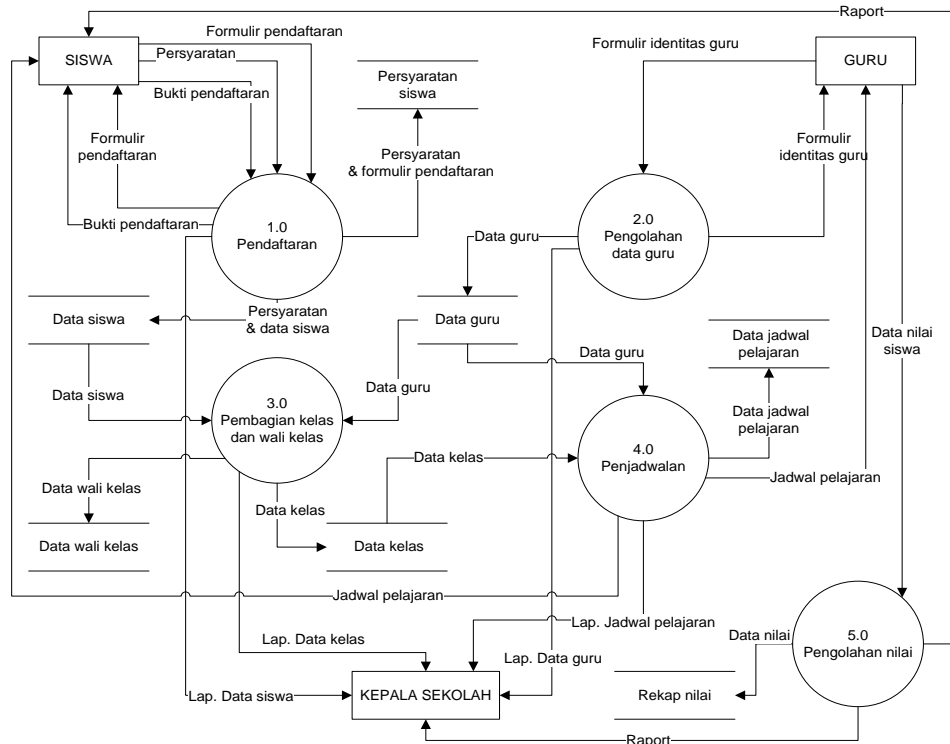 Raport
Formulir pendaftaran
SISWA
Persyaratan
Bukti pendaftaran
Formulir
pendaftaran
Bukti pendaftaran
Persyaratan
siswa
Persyaratan
& formulir pendaftaran
Formulir identitas guru
GURU
Formulir
identitas guru
1.0
Pendaftaran
2.0
Pengolahan
data guru
Data guru
Persyaratan
& data siswa
Data siswa
Data guru
Data guru
Data jadwal
pelajaran
Data nilai
siswa
Data siswa
3.0
Pembagian kelas
dan wali kelas
Data guru
Data jadwal
pelajaran
4.0
Penjadwalan
Data kelas
Jadwal pelajaran
Data wali kelas
Data kelas
Data wali kelas
Data kelas
Jadwal pelajaran
Lap. Jadwal pelajaran
Lap. Data kelas
Lap. Data guru
Data nilai
5.0
Pengolahan nilai
Lap. Data siswa
KEPALA SEKOLAH
Rekap nilai
Raport